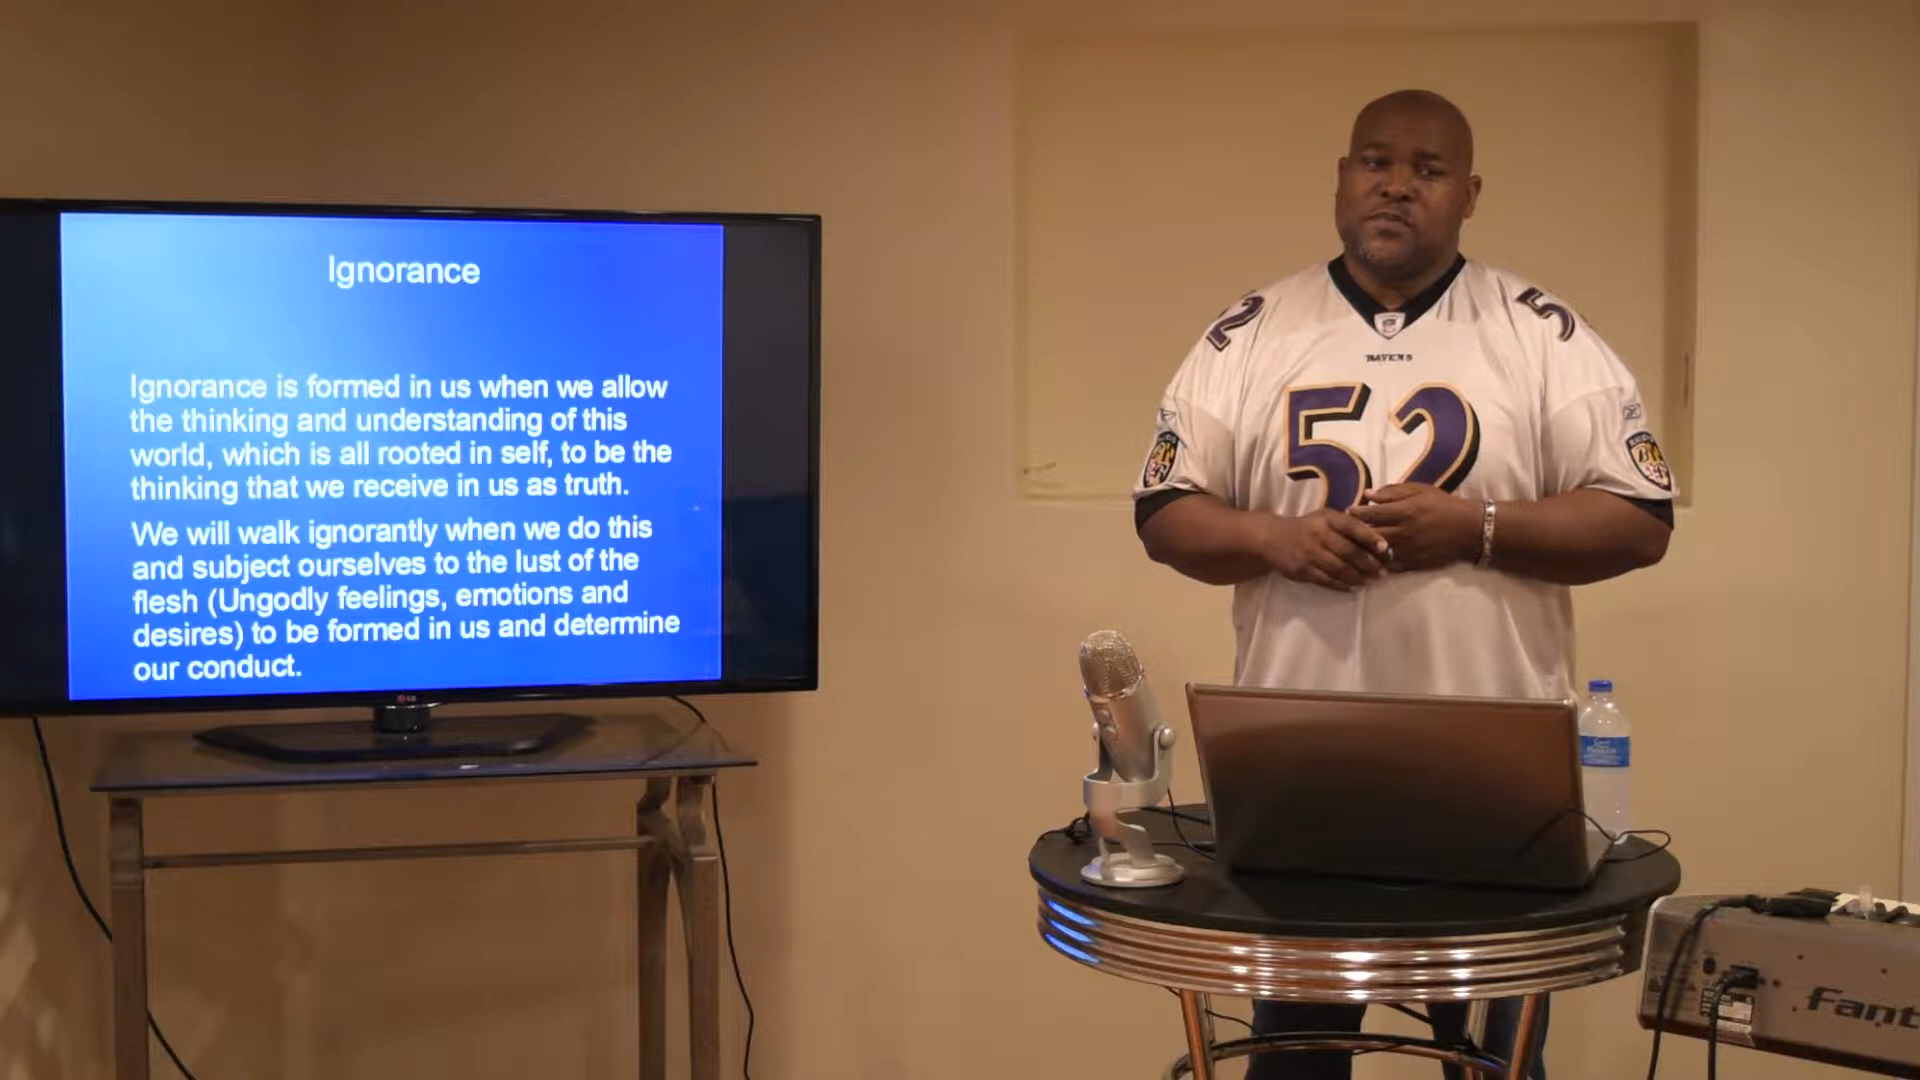 Ignorance
Ignorance is formed in us when we allow
the thinking and understanding of this
world, which is all rooted in self, to be the
thinking that we receive in us as truth.
We will walk ignorantly when we do this
and subject ourselves to the lust of the
flesh (Ungodly feelings, emotions and
desires) to be formed in us and determine
our conduct.
LG
52
52
RAVENS
52
Fant